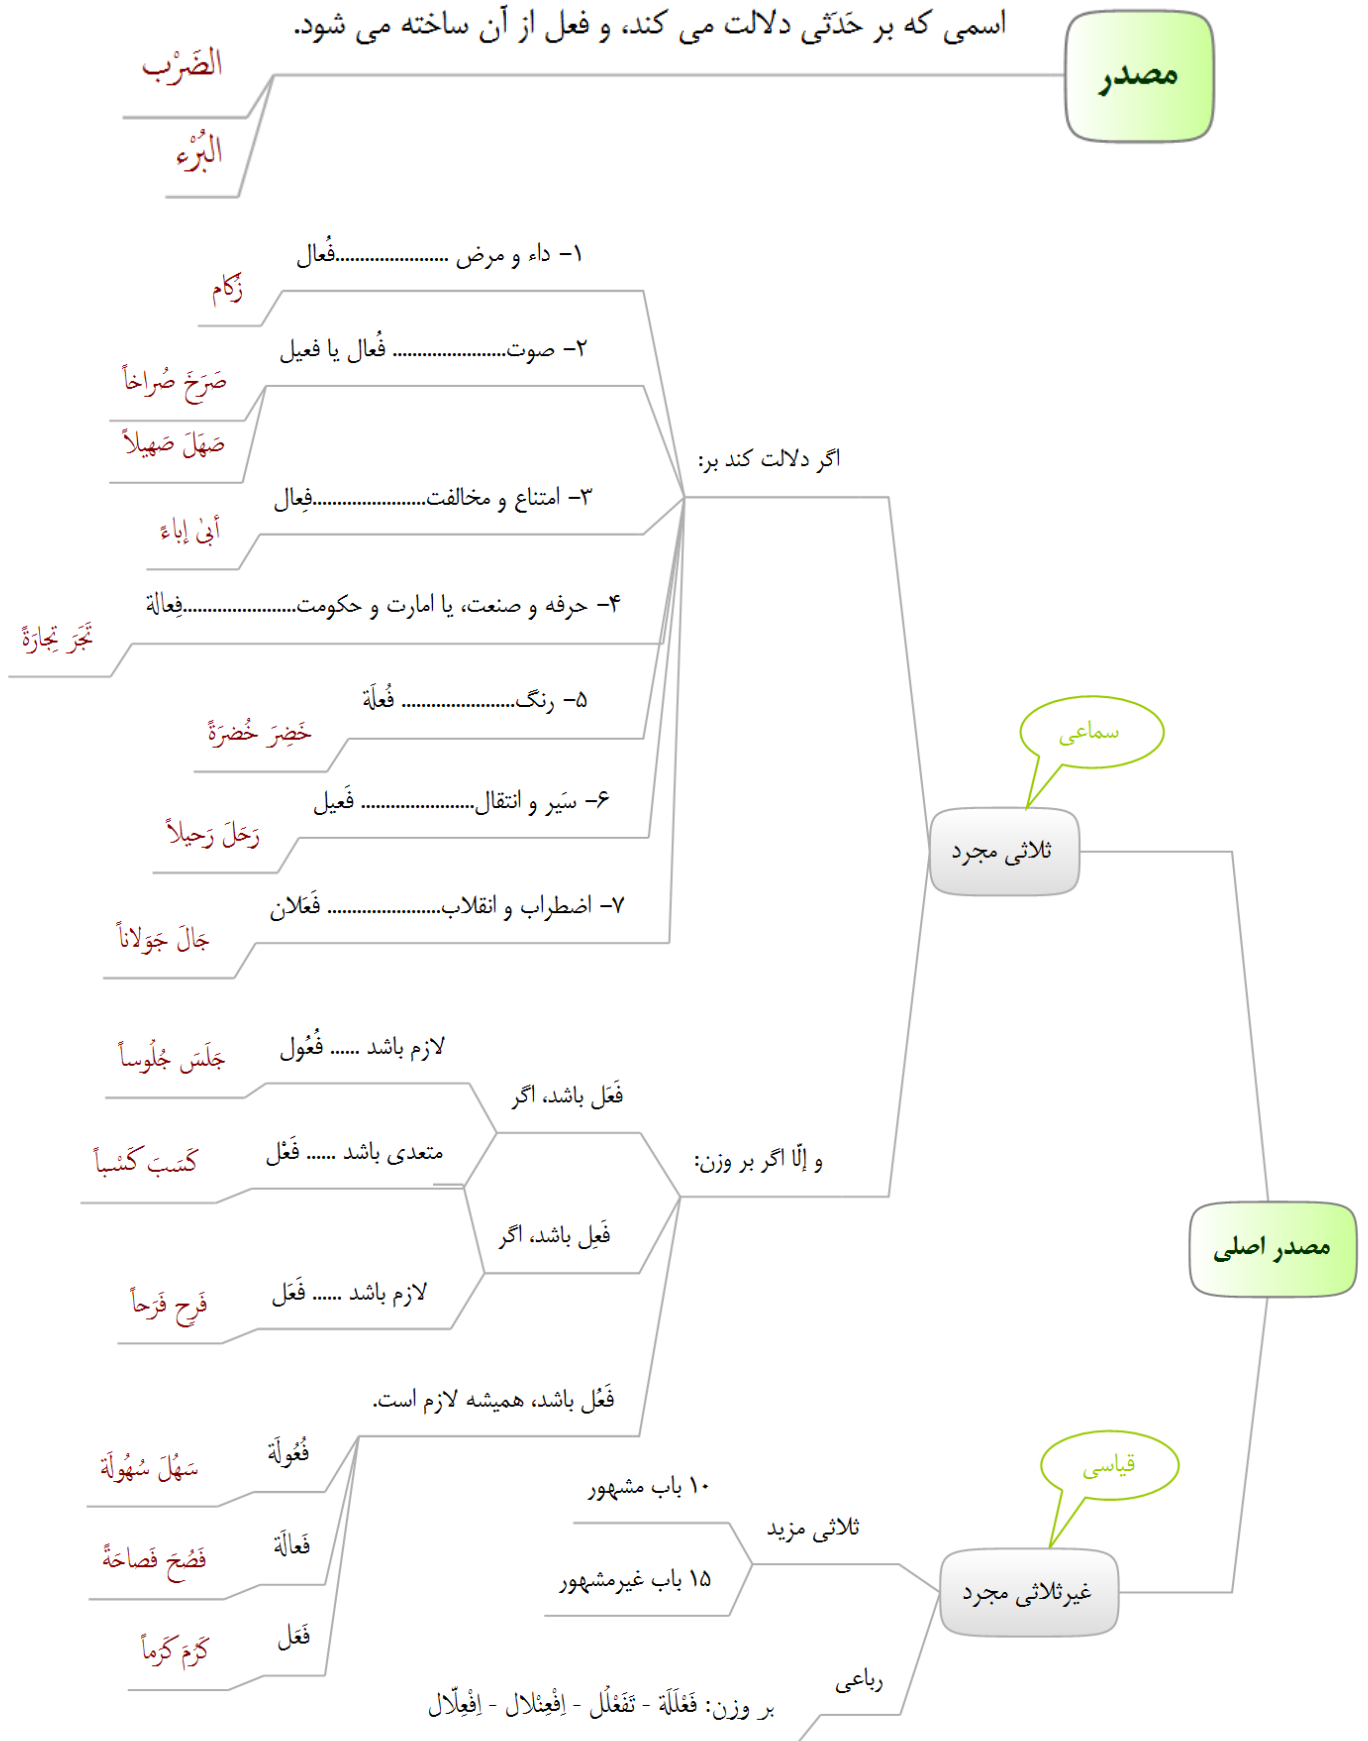 مصدر
اسمی که بر حَدَثی دلالت می کند، و فعل از آن ساخته می شود.
الضَرْب
البُرْء
مصدر اصلی
ثلاثی مجرد
سماعی
اگر دلالت کند بر:
۱- داء و مرض .......................فُعال
زُکام
۲- صوت....................... فُعال یا فعیل
صَرَخَ صُراخاً
صَهَلَ صَهیلاً
۳- امتناع و مخالفت.......................فِعال
أبیٰ إباءً
۴- حرفه و صنعت، یا امارت و حکومت.......................فِعالة
تَجَرَ تِجارَةً
۵- رنگ....................... فُعلَة
خَضِرَ خُضرَةً
۶- سَیر و انتقال....................... فَعیل
رَحَلَ رَحیلاً
۷- اضطراب و انقلاب....................... فَعَلان
جَالَ جَوَلاناً
و إلّا اگر بر وزن:
فَعَل باشد، اگر
لازم باشد ...... فُعُول
جَلَسَ جُلُوساً
متعدی باشد ...... فَعْل
کَسَبَ کَسْباً
فَعِل باشد، اگر
لازم باشد ...... فَعَل
فَرِح فَرَحاً
فَعُل باشد، همیشه لازم است.
فُعُولَة
سَهُلَ سُهُولَة
فَعالَة
فَصُحَ فَصاحَةً
فَعَل
کَرُمَ کَرَماً
غیرثلاثی مجرد
قیاسی
ثلاثی مزید
۱۰ باب مشهور
۱۵ باب غیرمشهور
رباعی
بر وزن: فَعْلَلَة - تَفَعْلُل - اِفْعِنْلال - اِفْعِلّال